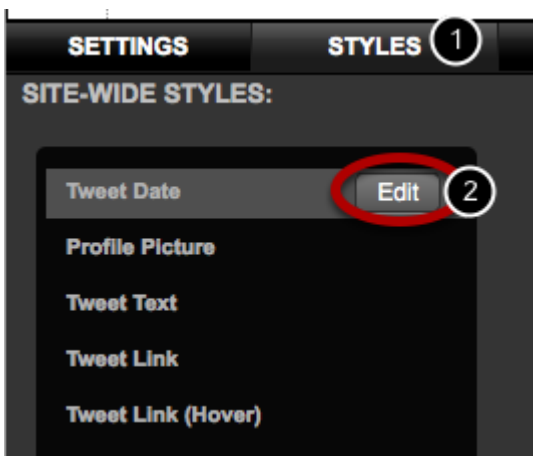 SETTINGS STYLES 1
SITE-WIDE STYLES:
Tweet Date Edit 2
Profile Picture
Tweet Text
Tweet Link
Tweet Link (Hover)